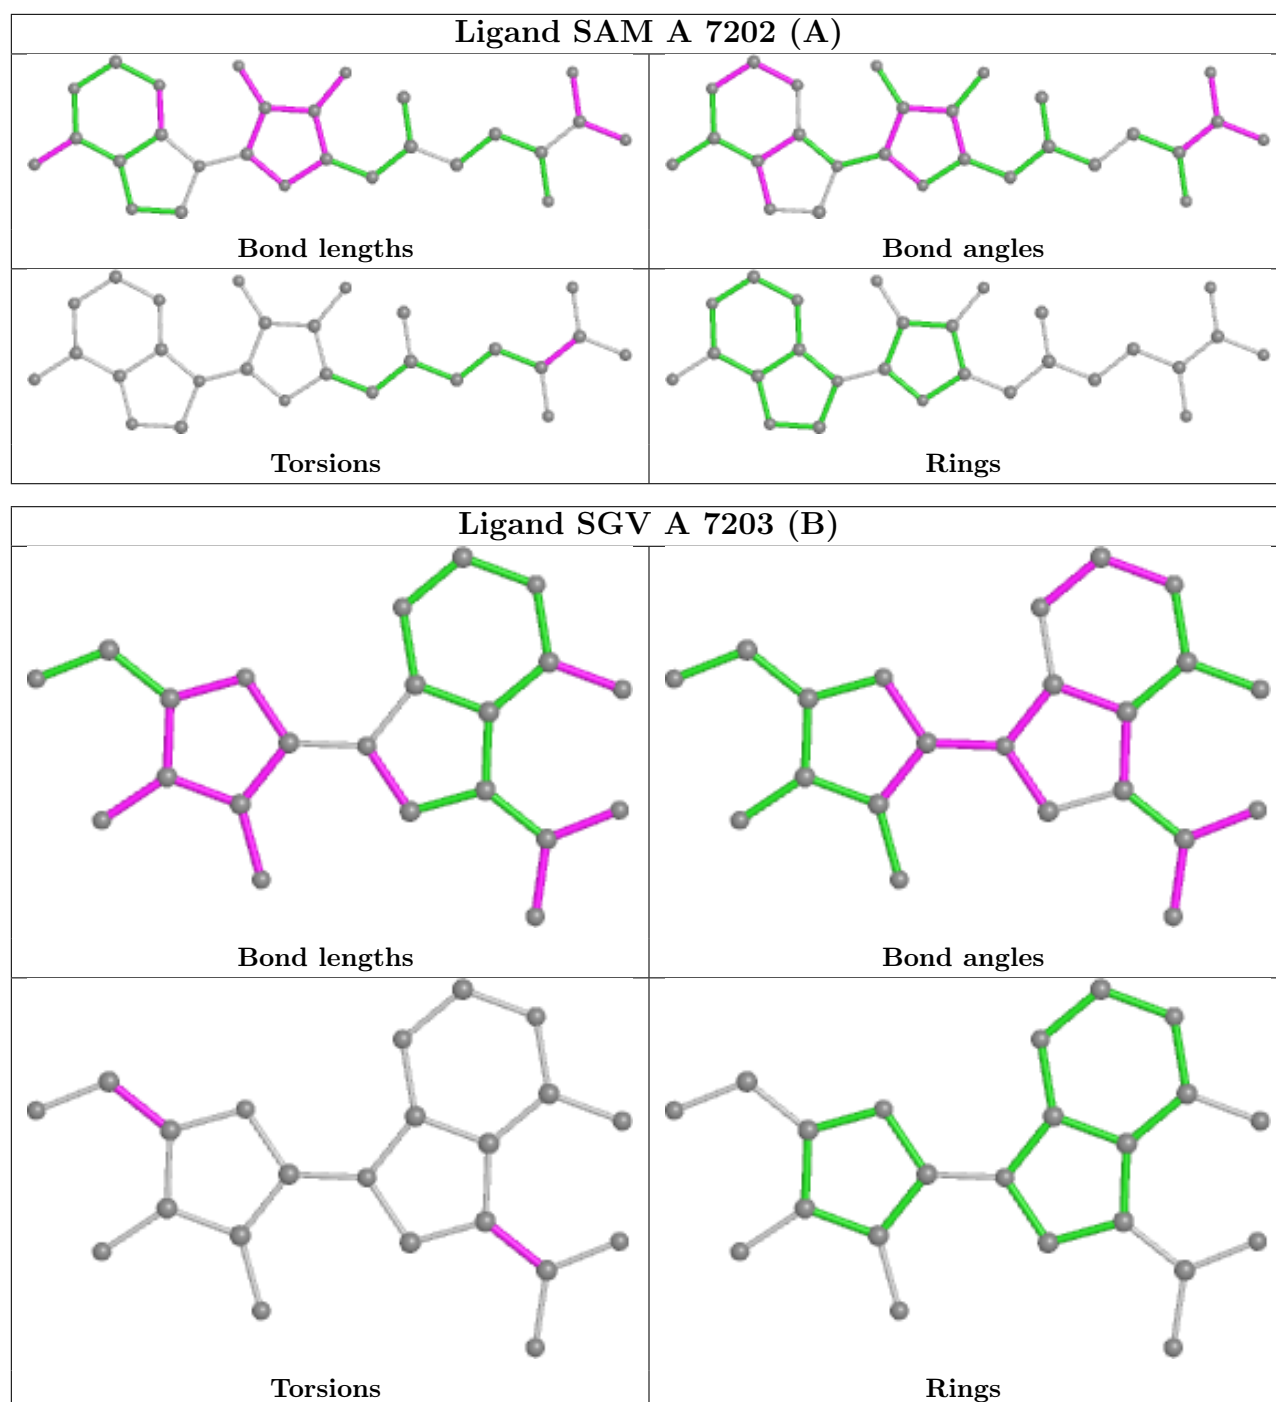 Ligand SAM A 7202 (A)
Bond lengths
Bond angles
Torsions
Rings
Ligand SGV A 7203 (B)
Bond lengths
Bond angles
Torsions
Rings